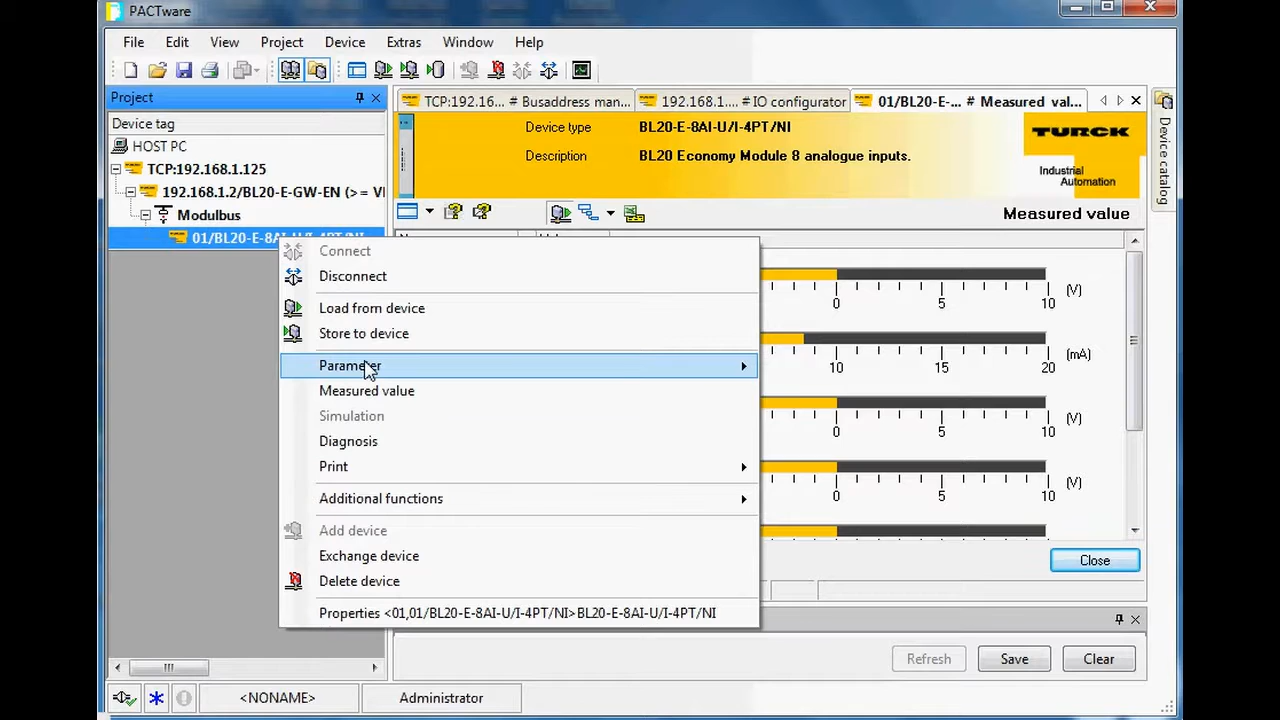 PACTware
File Edit View Project Device Extras Window Help
Project
Device tag
HOST PC
TCP:192.168.1.125
192.168.1.2/BL20-E-GW-EN (> = VI
Modulbus
01/BL20-E-8AI-U/I-4PT/NI
TCP:192.16... # Busaddress man...
192.168.1.... # IO configurator
01/BL20-E-... # Measured val...
Device type BL20-E-8AI-U/I-4PT/NI
Description BL20 Economy Module 8 analogue inputs.
TURCK
Industrial
Automation
Device catalog
Measured value
Connect
Disconnect
Load from device
Store to device
Parameter
Measured value
Simulation
Diagnosis
Print
Additional functions
Add device
Exchange device
Delete device
Properties <01,01/BL20-E-8AI-U/I-4PT/NI>BL20-E-8AI-U/I-4PT/NI
0 5 10 (V)
10 15 20 (mA)
0 5 10 (V)
0 5 10 (V)
Close
Refresh Save Clear
<NONAME> Administrator